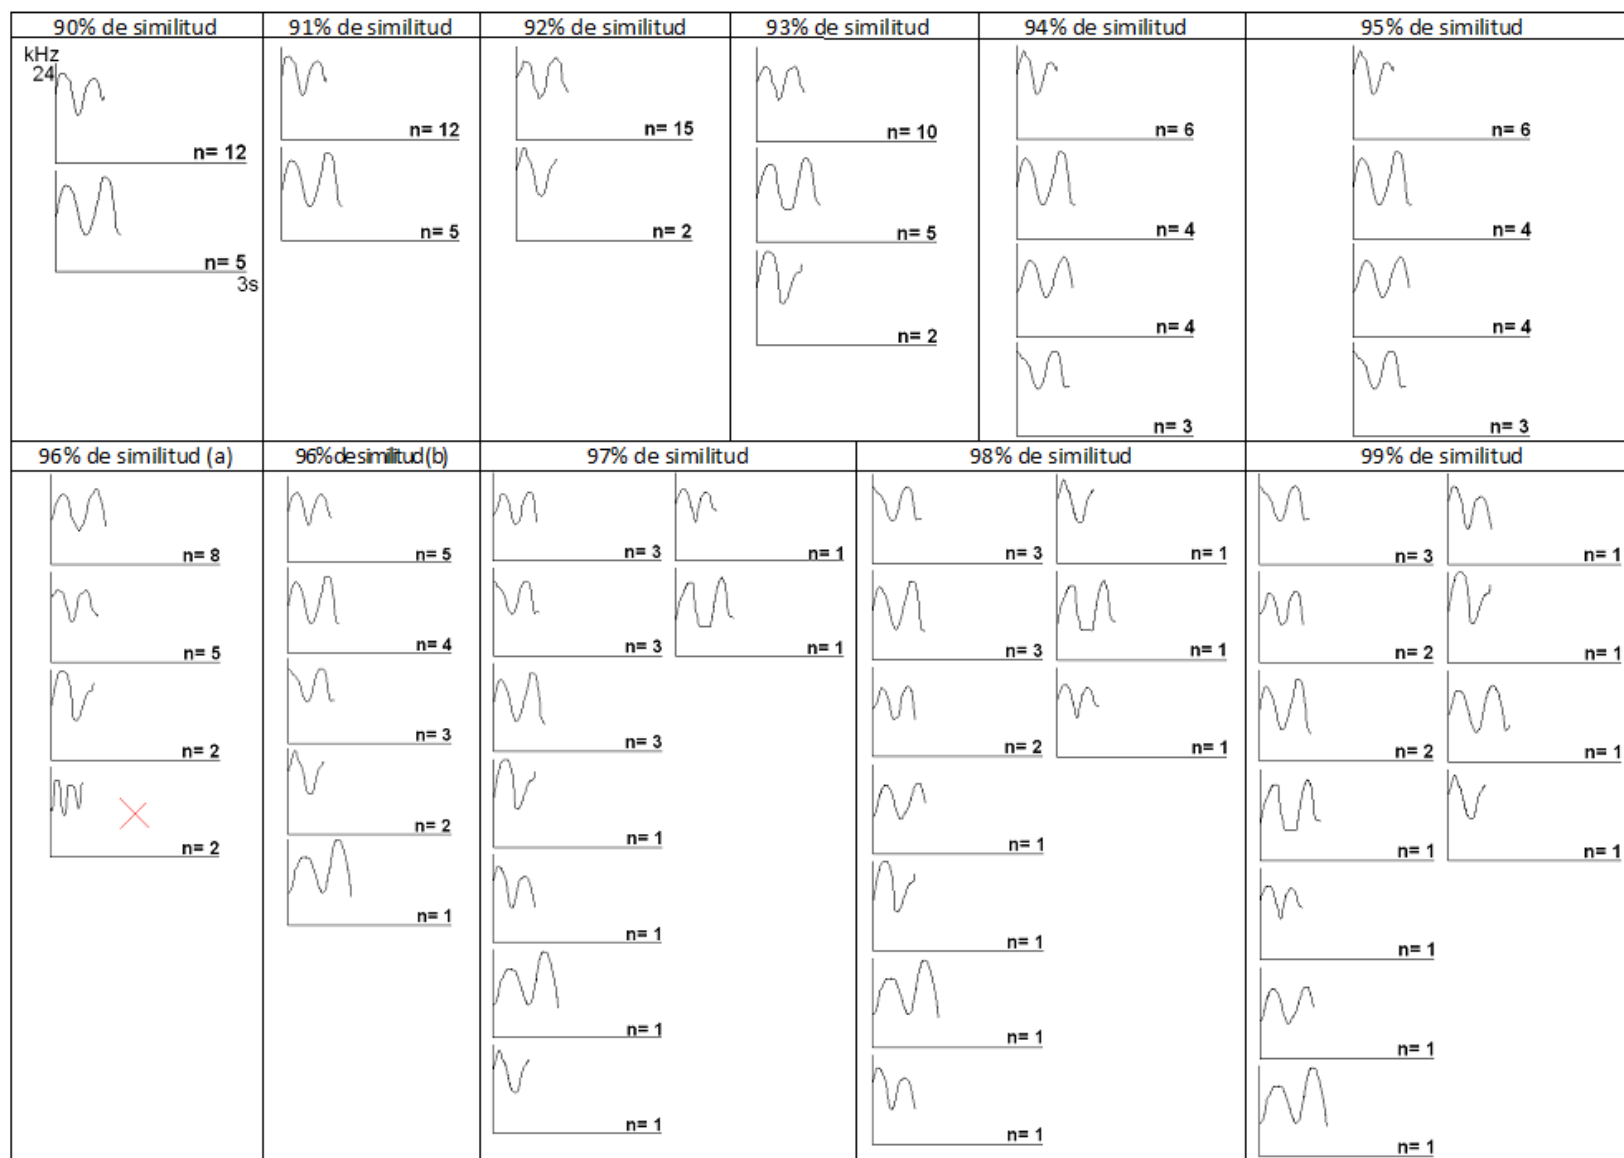 90% de similitud
91% de similitud
92% de similitud
93% de similitud
94% de similitud
95% de similitud
kHz
24
n= 12
n= 5
3s
n= 12
n= 5
n= 15
n= 2
n= 10
n= 5
n= 2
n= 6
n= 4
n= 4
n= 3
n= 6
n= 4
n= 4
n= 3
96% de similitud (a)
96% de similitud (b)
97% de similitud
98% de similitud
99% de similitud
n= 8
n= 5
n= 2
n= 2
n= 5
n= 4
n= 3
n= 2
n= 1
n= 3
n= 3
n= 3
n= 1
n= 1
n= 1
n= 1
n= 1
n= 1
n= 3
n= 3
n= 2
n= 1
n= 1
n= 1
n= 1
n= 1
n= 1
n= 1
n= 3
n= 2
n= 2
n= 1
n= 1
n= 1
n= 1
n= 1
n= 1
n= 1
n= 1